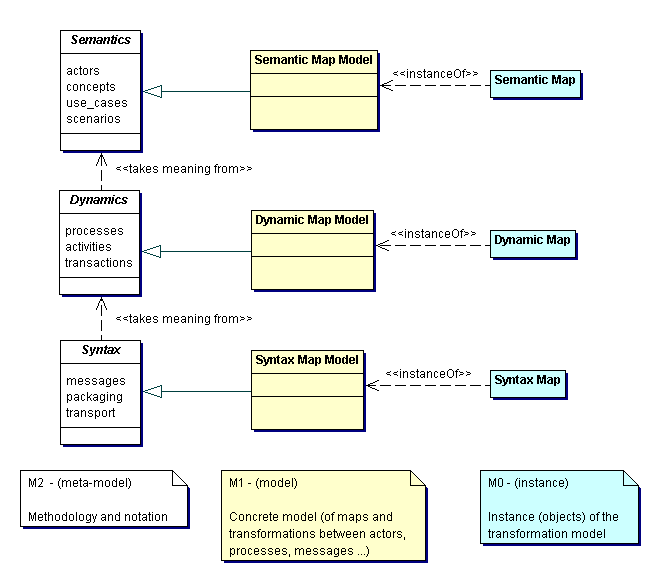 Semantics
actors
concepts
use_cases
scenarios
Semantic Map Model
<<instanceOf>>
Semantic Map
<<takes meaning from>>
Dynamics
processes
activities
transactions
Dynamic Map Model
<<instanceOf>>
Dynamic Map
<<takes meaning from>>
Syntax
messages
packaging
transport
Syntax Map Model
<<instanceOf>>
Syntax Map
M2 - (meta-model)
Methodology and notation
M1 - (model)
Concrete model (of maps and
transformations between actors,
processes, messages ...)
M0 - (instance)
Instance (objects) of the
transformation model